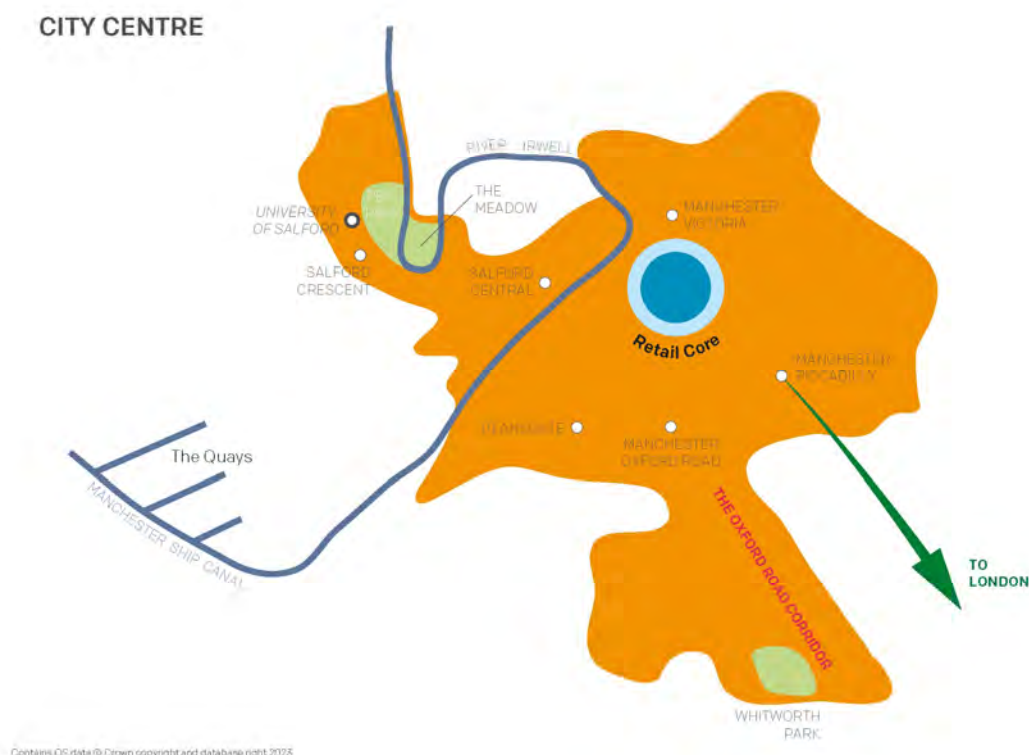 CITY CENTRE
RIVER IRWELL
THE
MEADOW
UNIVERSITY
OF SALFORD
SALFORD
CRESCENT
SALFORD
CENTRAL
MANCHESTER
VICTORIA
Retail Core
MANCHESTER
PICCADILLY
DEANSGATE
MANCHESTER
OXFORD ROAD
The Quays
MANCHESTER SHIP CANAL
THE OXFORD ROAD CORRIDOR
TO
LONDON
WHITWORTH
PARK
Contains OS data © Crown copyright and database right 2023